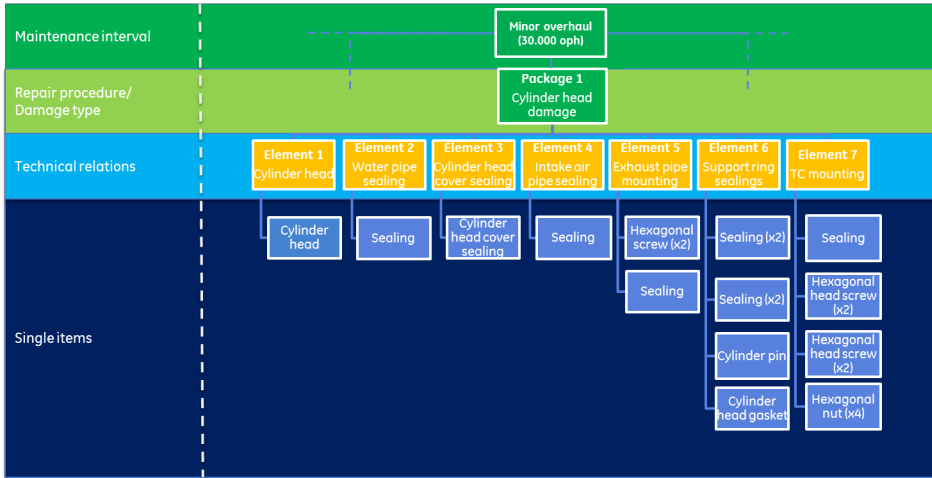 Maintenance interval
Minor overhaul
(30.000 oph)
Repair procedure/
Damage type
Package 1
Cylinder head
damage
Technical relations
Element 1
Cylinder head
Element 2
Water pipe
sealing
Element 3
Cylinder head
cover sealing
Element 4
Intake air
pipe sealing
Element 5
Exhaust pipe
mounting
Element 6
Support ring
sealings
Element 7
TC mounting
Single items
Cylinder
head
Sealing
Cylinder
head cover
sealing
Sealing
Hexagonal
screw (x2)
Sealing
Sealing (x2)
Sealing (x2)
Cylinder pin
Cylinder
head gasket
Sealing
Hexagonal
head screw
(x2)
Hexagonal
head screw
(x2)
Hexagonal
nut (x4)